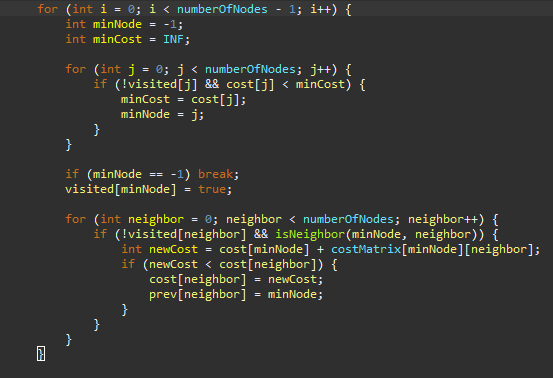 for (int i = 0; i < numberOfNodes - 1; i++) {
int minNode = -1;
int minCost = INF;
for (int j = 0; j < numberOfNodes; j++) {
if (!visited[j] && cost[j] < minCost) {
minCost = cost[j];
minNode = j;
}
}
if (minNode == -1) break;
visited[minNode] = true;
for (int neighbor = 0; neighbor < numberOfNodes; neighbor++) {
if (!visited[neighbor] && isNeighbor(minNode, neighbor)) {
int newCost = cost[minNode] + costMatrix[minNode][neighbor];
if (newCost < cost[neighbor]) {
cost[neighbor] = newCost;
prev[neighbor] = minNode;
}
}
}
}